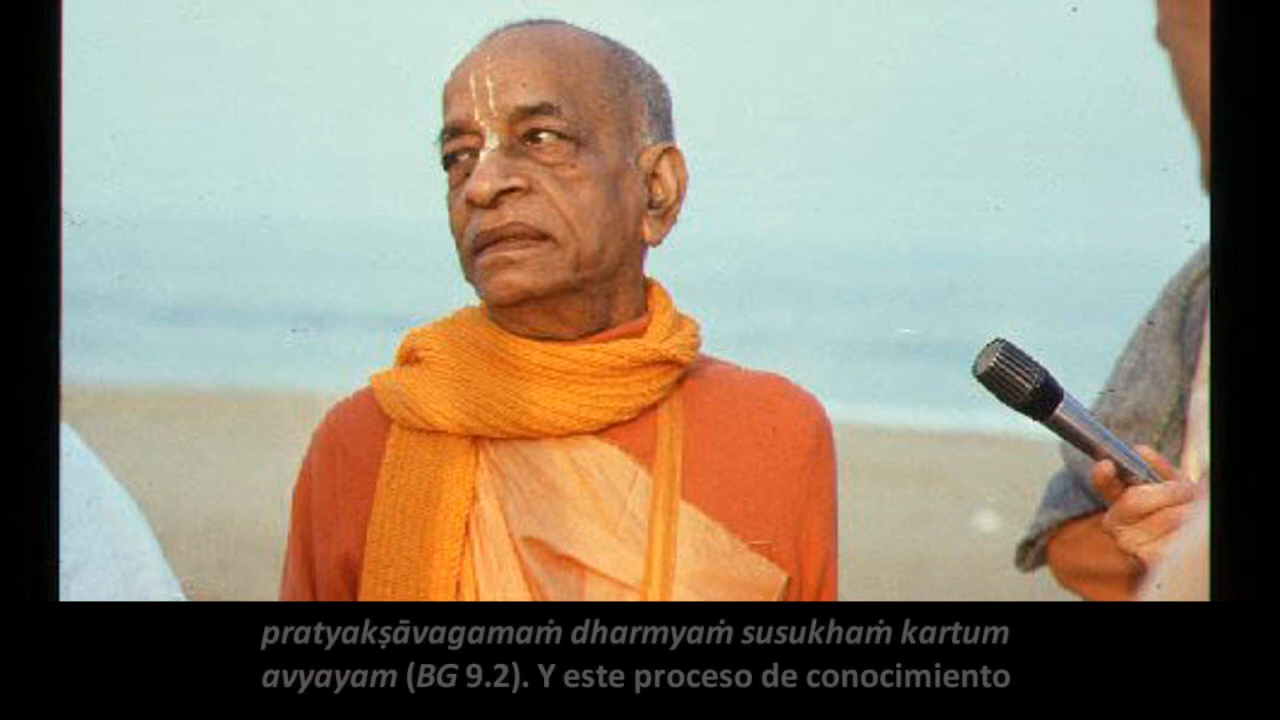 pratyakṣāvagamaṁ dharmyaṁ susukhaṁ kartum
avyayam (BG 9.2). Y este proceso de conocimiento